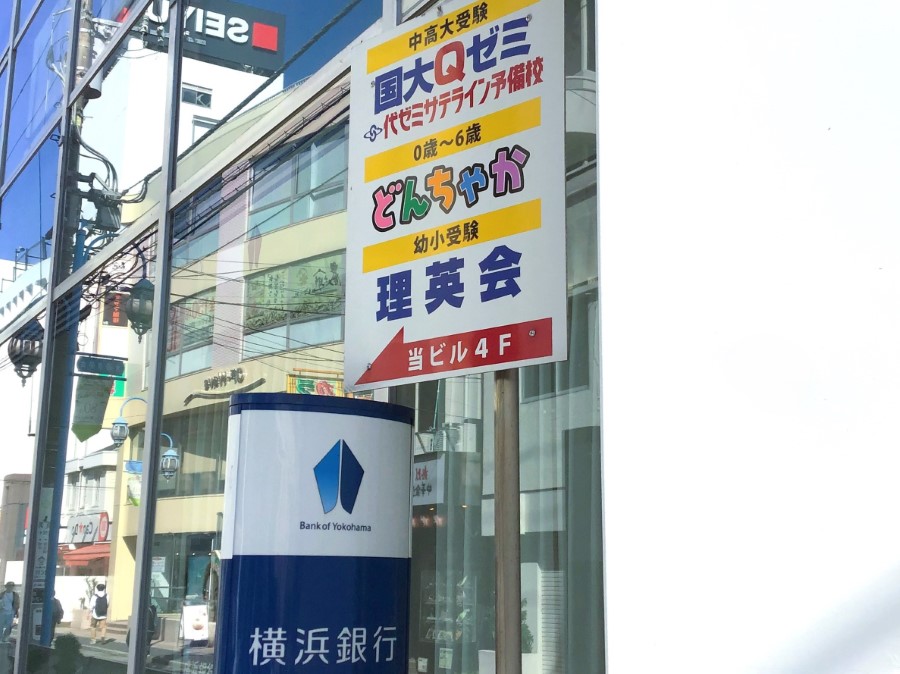 SEIYU
中高大受験
国大Qゼミ
代ゼミサテライン予備校
0歳～6歳
どんちゃか
幼小受験
理英会
当ビル4F
Bank of Yokohama
横浜銀行